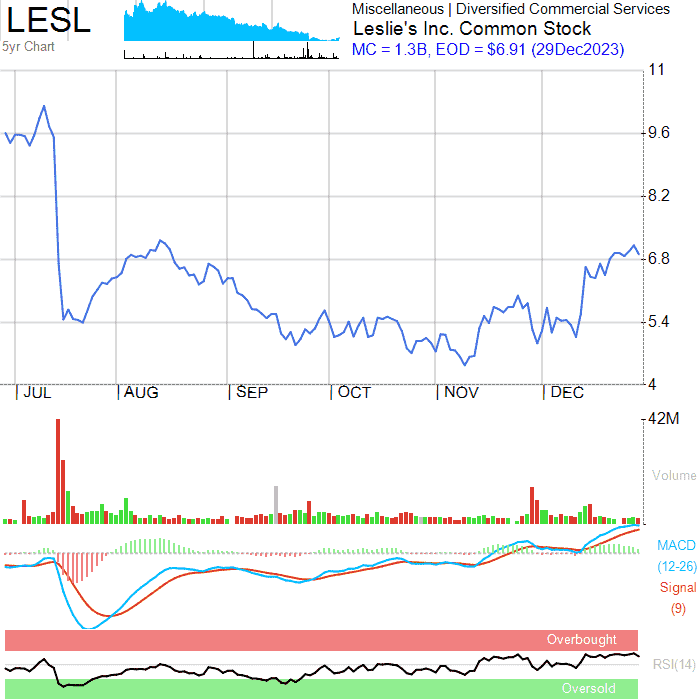 LESL
5yr Chart
Miscellaneous | Diversified Commercial Services
Leslie's Inc. Common Stock
MC = 1.3B, EOD = $6.91 (29Dec2023)
11
9.6
8.2
6.8
5.4
4
JUL AUG SEP OCT NOV DEC
42M
Volume
MACD
(12-26)
Signal
(9)
Overbought
RSI(14)
Oversold